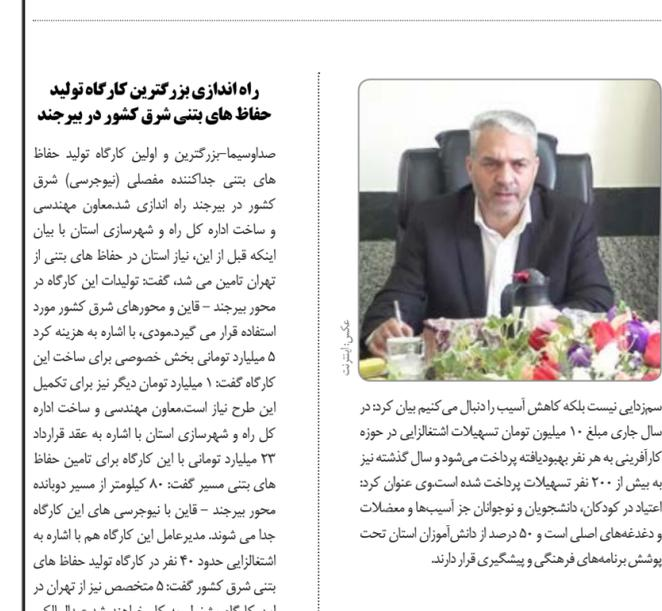 راه اندازی بزرگترین کارگاه تولید
حفاظ های بتنی شرق کشور در بیرجند
صداوسیما-بزرگترین و اولین کارگاه تولید حفاظ
های بتنی جداکننده مفصلی (نیوجرسی) شرق
کشور در بیرجند راه اندازی شد.معاون مهندسی
و ساخت اداره کل راه و شهرسازی استان با بیان
اینکه قبل از این، نیاز استان در حفاظ های بتنی از
تهران تامین می شد، گفت: تولیدات این کارگاه در
محور بیرجند - قاین و محورهای شرق کشور مورد
استفاده قرار می گیرد.مودی، با اشاره به هزینه کرد
۵ میلیارد تومانی بخش خصوصی برای ساخت این
کارگاه گفت: ۱ میلیارد تومان دیگر نیز برای تکمیل
این طرح نیاز است.معاون مهندسی و ساخت اداره
کل راه و شهرسازی استان با اشاره به عقد قرارداد
۲۳ میلیارد تومانی با این کارگاه برای تامین حفاظ
های بتنی مسیر گفت: ۸۰ کیلومتر از مسیر دوبانده
محور بیرجند - قاین با نیوجرسی های این کارگاه
جدا می شوند. مدیرعامل این کارگاه هم با اشاره به
اشتغالزایی حدود ۴۰ نفر در کارگاه تولید حفاظ های
بتنی شرق کشور گفت: ۵ متخصص نیز از تهران در
عکس: اینترنت
سم‌زدایی نیست بلکه کاهش آسیب را دنبال می‌کنیم بیان کرد: در
سال جاری مبلغ ۱۰ میلیون تومان تسهیلات اشتغالزایی در حوزه
کارآفرینی به هر نفر بهبودیافته پرداخت می‌شود و سال گذشته نیز
به بیش از ۲۰۰ نفر تسهیلات پرداخت شده است.وی عنوان کرد:
اعتیاد در کودکان، دانشجویان و نوجوانان جز آسیب‌ها و معضلات
و دغدغه‌های اصلی است و ۵۰ درصد از دانش‌آموزان استان تحت
پوشش برنامه‌های فرهنگی و پیشگیری قرار دارند.